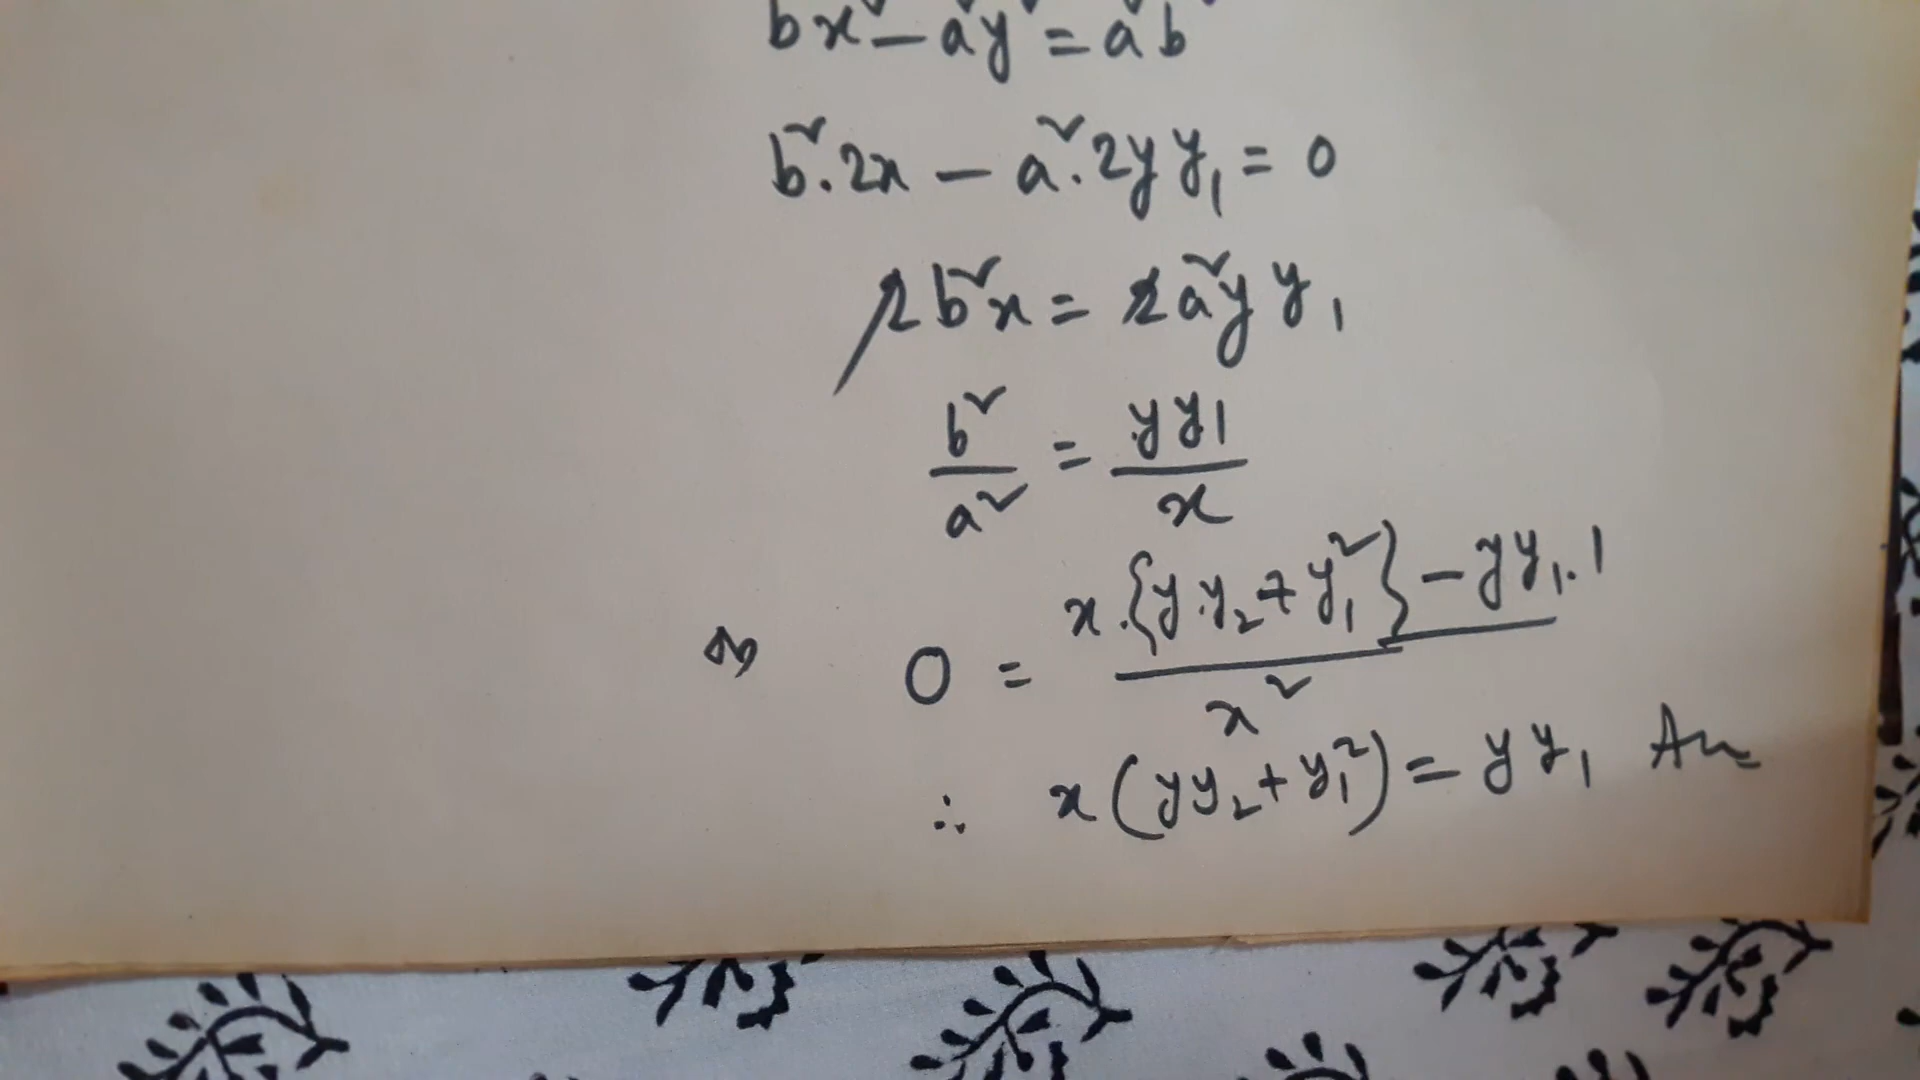 b²x² - a²y² = a²b²
b².2x - a².2yy₁ = 0
2b²x = 2a²yy₁
b²/a² = yy₁/x
⇒ 0 = x.{y.y₂ + y₁²} - yy₁.1 / x²
∴ x(yy₂ + y₁²) = yy₁ Ans